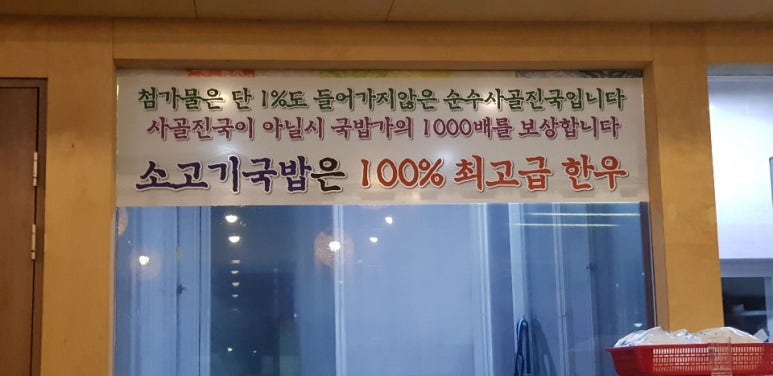 첨가물은 단 1%도 들어가지않은 순수사골진국입니다
사골진국이 아닐시 국밥가의 1000배를 보상합니다
소고기국밥은 100% 최고급 한우